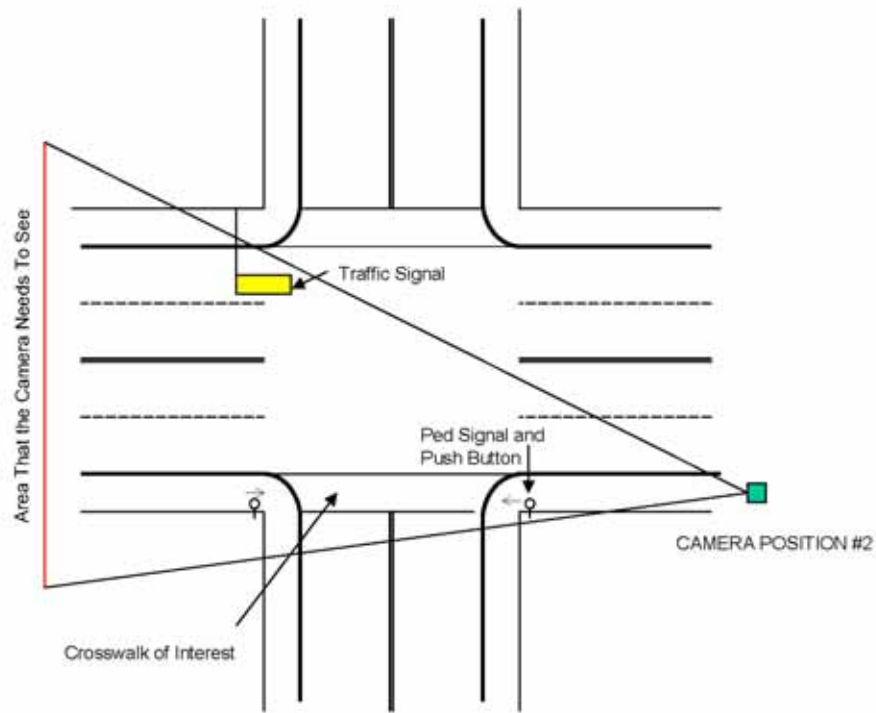 Area That the Camera Needs To See
Traffic Signal
Ped Signal and
Push Button
CAMERA POSITION #2
Crosswalk of Interest